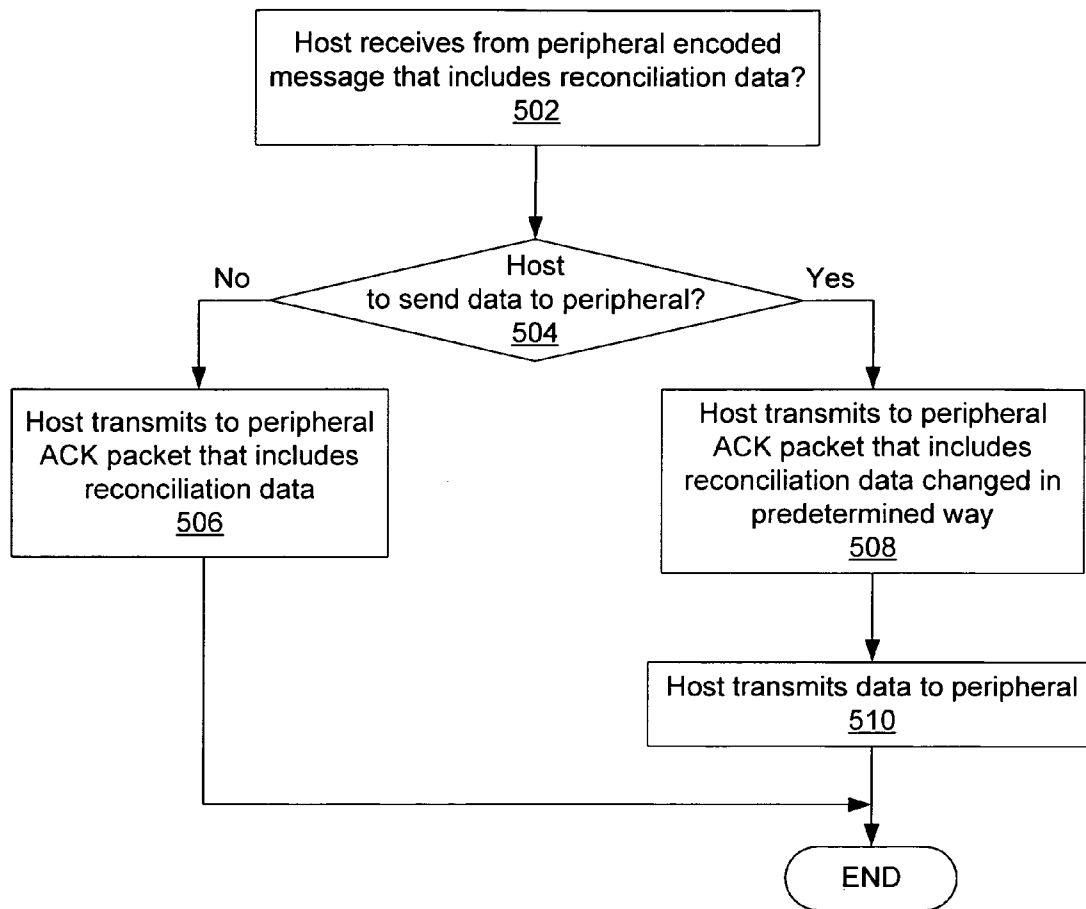 Host receives from peripheral encoded
message that includes reconciliation data?
502
Host
to send data to peripheral?
504
No
Yes
Host transmits to peripheral
ACK packet that includes
reconciliation data
506
Host transmits to peripheral
ACK packet that includes
reconciliation data changed in
predetermined way
508
Host transmits data to peripheral
510
END